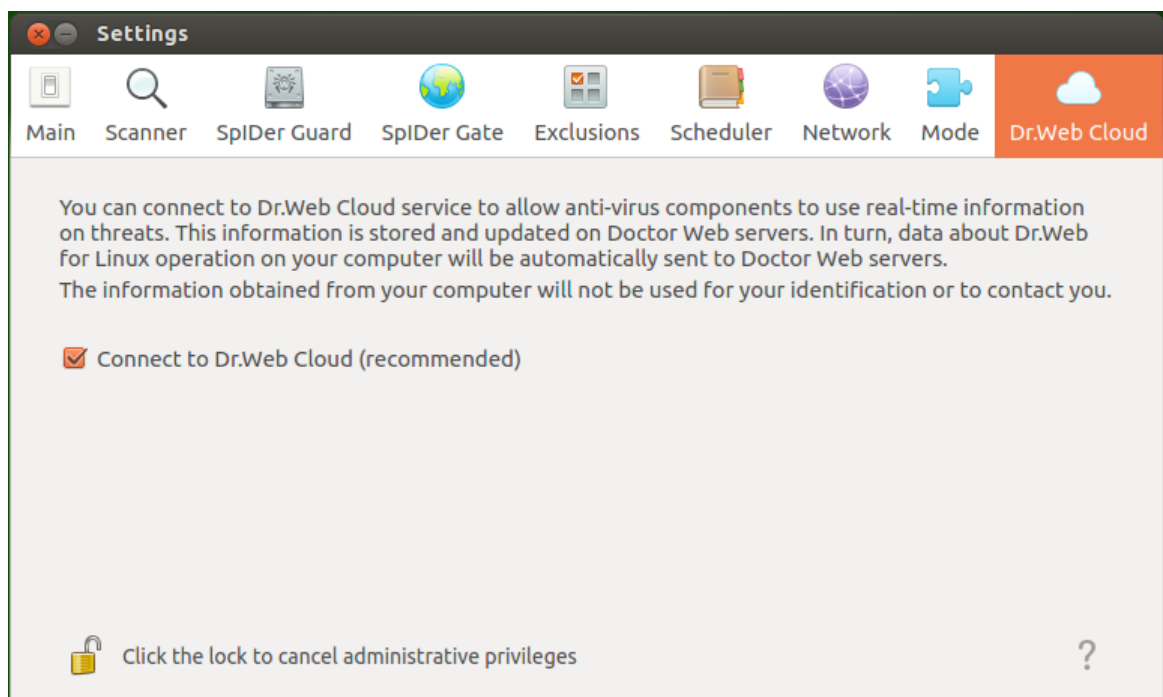 Settings
Main Scanner SpIDer Guard SpIDer Gate Exclusions Scheduler Network Mode Dr.Web Cloud
You can connect to Dr.Web Cloud service to allow anti-virus components to use real-time information
on threats. This information is stored and updated on Doctor Web servers. In turn, data about Dr.Web
for Linux operation on your computer will be automatically sent to Doctor Web servers.
The information obtained from your computer will not be used for your identification or to contact you.
Connect to Dr.Web Cloud (recommended)
Click the lock to cancel administrative privileges ?